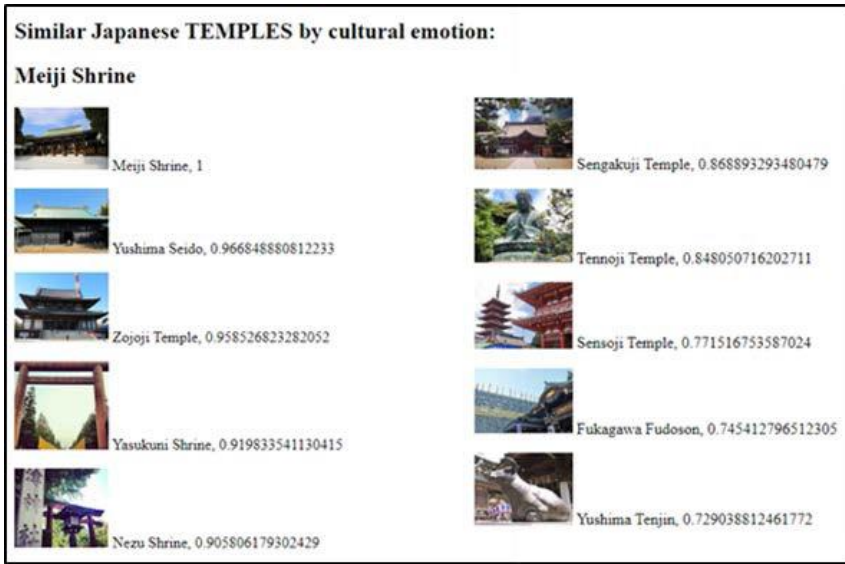 Similar Japanese TEMPLES by cultural emotion:
Meiji Shrine
Meiji Shrine, 1
Yushima Seido, 0.966848880812233
Zojoji Temple, 0.958526823282052
Yasukuni Shrine, 0.919833541130415
Nezu Shrine, 0.905806179302429
Sengakuji Temple, 0.868893293480479
Tennoji Temple, 0.848050716202711
Sensoji Temple, 0.771516753587024
Fukagawa Fudoson, 0.745412796512305
Yushima Tenjin, 0.729038812461772